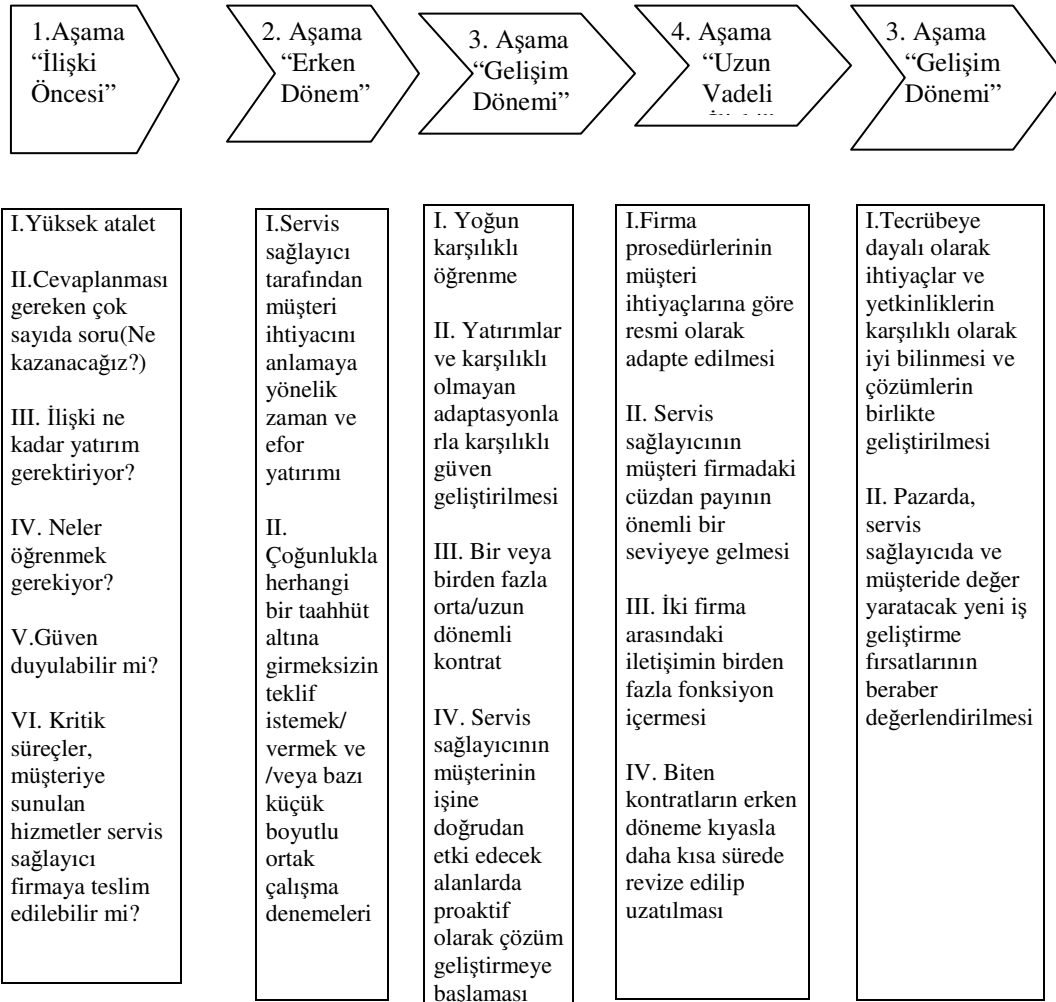 1.Aşama
“İlişki
Öncesi”
2. Aşama
“Erken
Dönem”
3. Aşama
“Gelişim
Dönemi”
4. Aşama
“Uzun
Vadeli
3. Aşama
“Gelişim
Dönemi”
I.Yüksek atalet
II.Cevaplanması
gereken çok
sayıda soru(Ne
kazanacağız?)
III. İlişki ne
kadar yatırım
gerektiriyor?
IV. Neler
öğrenmek
gerekiyor?
V.Güven
duyulabilir mi?
VI. Kritik
süreçler,
müşteriye
sunulan
hizmetler servis
sağlayıcı
firmaya teslim
edilebilir mi?
I.Servis
sağlayıcı
tarafından
müşteri
ihtiyacını
anlamaya
yönelik
zaman ve
efor
yatırımı
II.
Çoğunlukla
herhangi
bir taahhüt
altına
girmeksizin
teklif
istemek/
vermek ve
/veya bazı
küçük
boyutlu
ortak
çalışma
denemeleri
I. Yoğun
karşılıklı
öğrenme
II. Yatırımlar
ve karşılıklı
olmayan
adaptasyonla
rla karşılıklı
güven
geliştirilmesi
III. Bir veya
birden fazla
orta/uzun
dönemli
kontrat
IV. Servis
sağlayıcının
müşterinin
işine
doğrudan
etki edecek
alanlarda
proaktif
olarak çözüm
geliştirmeye
başlaması
I.Firma
prosedürlerinin
müşteri
ihtiyaçlarına göre
resmi olarak
adapte edilmesi
II. Servis
sağlayıcının
müşteri firmadaki
cüzdan payının
önemli bir
seviyeye gelmesi
III. İki firma
arasındaki
iletişimin birden
fazla fonksiyon
içermesi
IV. Biten
kontratların erken
döneme kıyasla
daha kısa sürede
revize edilip
uzatılması
I.Tecrübeye
dayalı olarak
ihtiyaçlar ve
yetkinliklerin
karşılıklı olarak
iyi bilinmesi ve
çözümlerin
birlikte
geliştirilmesi
II. Pazarda,
servis
sağlayıcıda ve
müşteride değer
yaratacak yeni iş
geliştirme
fırsatlarının
beraber
değerlendirilmesi